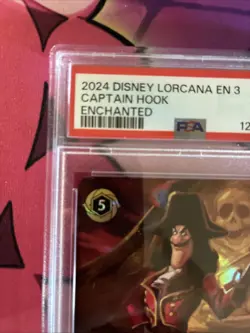 2024 DISNEY LORCANA EN 3
CAPTAIN HOOK
ENCHANTED
PSA
12
5